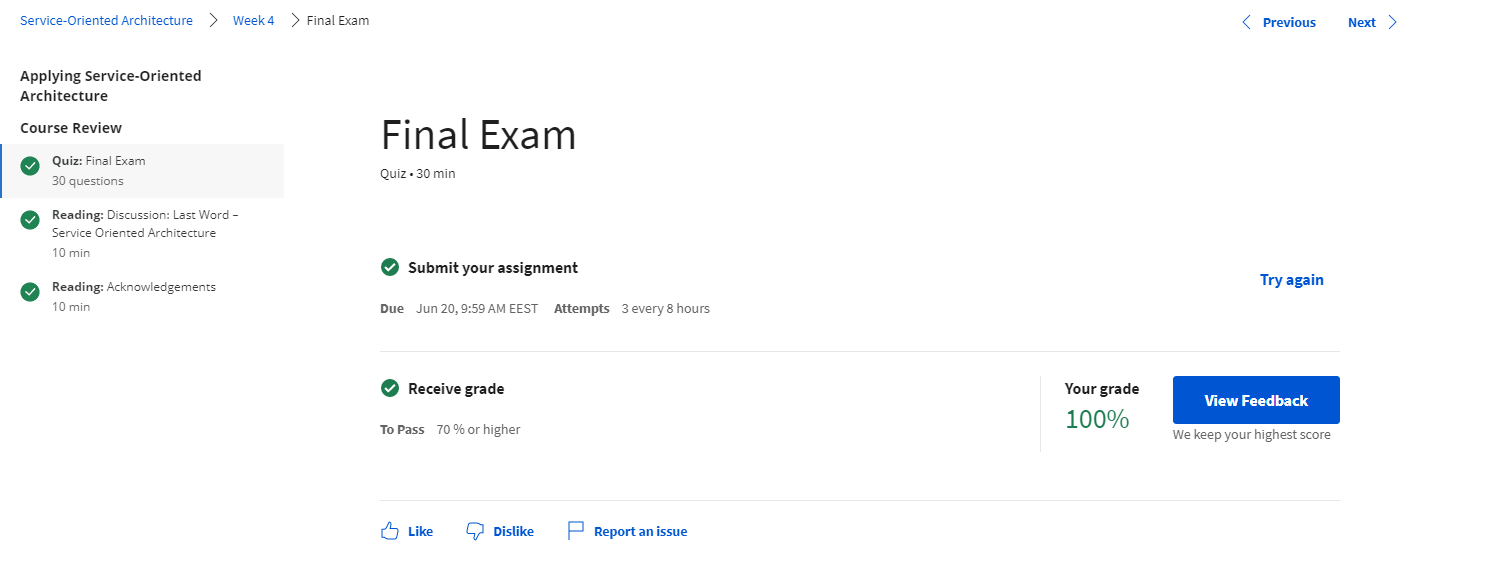 Service-Oriented Architecture Week 4 Final Exam
Previous Next
Applying Service-Oriented
Architecture
Course Review
Quiz: Final Exam
30 questions
Reading: Discussion: Last Word –
Service Oriented Architecture
10 min
Reading: Acknowledgements
10 min
Final Exam
Quiz • 30 min
Submit your assignment
Try again
Due Jun 20, 9:59 AM EEST Attempts 3 every 8 hours
Receive grade
To Pass 70 % or higher
Your grade
100%
View Feedback
We keep your highest score
Like Dislike Report an issue